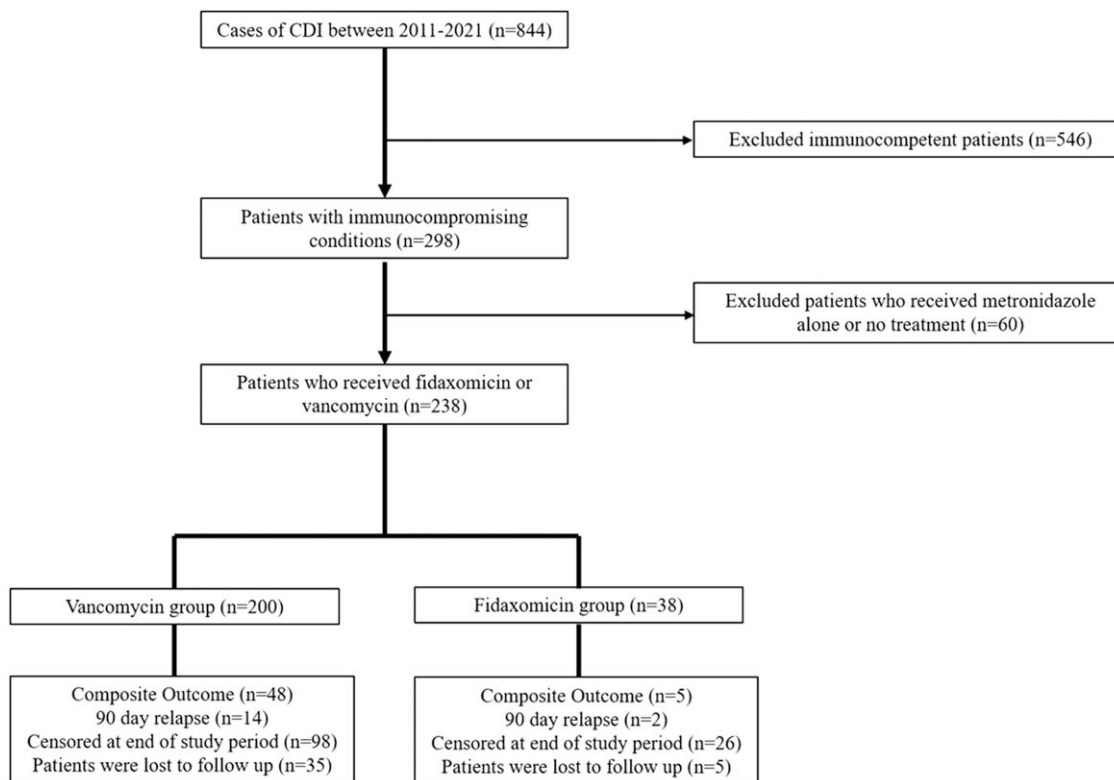 Cases of CDI between 2011-2021 (n=844)
Excluded immunocompetent patients (n=546)
Patients with immunocompromising
conditions (n=298)
Excluded patients who received metronidazole
alone or no treatment (n=60)
Patients who received fidaxomicin or
vancomycin (n=238)
Vancomycin group (n=200)
Fidaxomicin group (n=38)
Composite Outcome (n=48)
90 day relapse (n=14)
Censored at end of study period (n=98)
Patients were lost to follow up (n=35)
Composite Outcome (n=5)
90 day relapse (n=2)
Censored at end of study period (n=26)
Patients were lost to follow up (n=5)